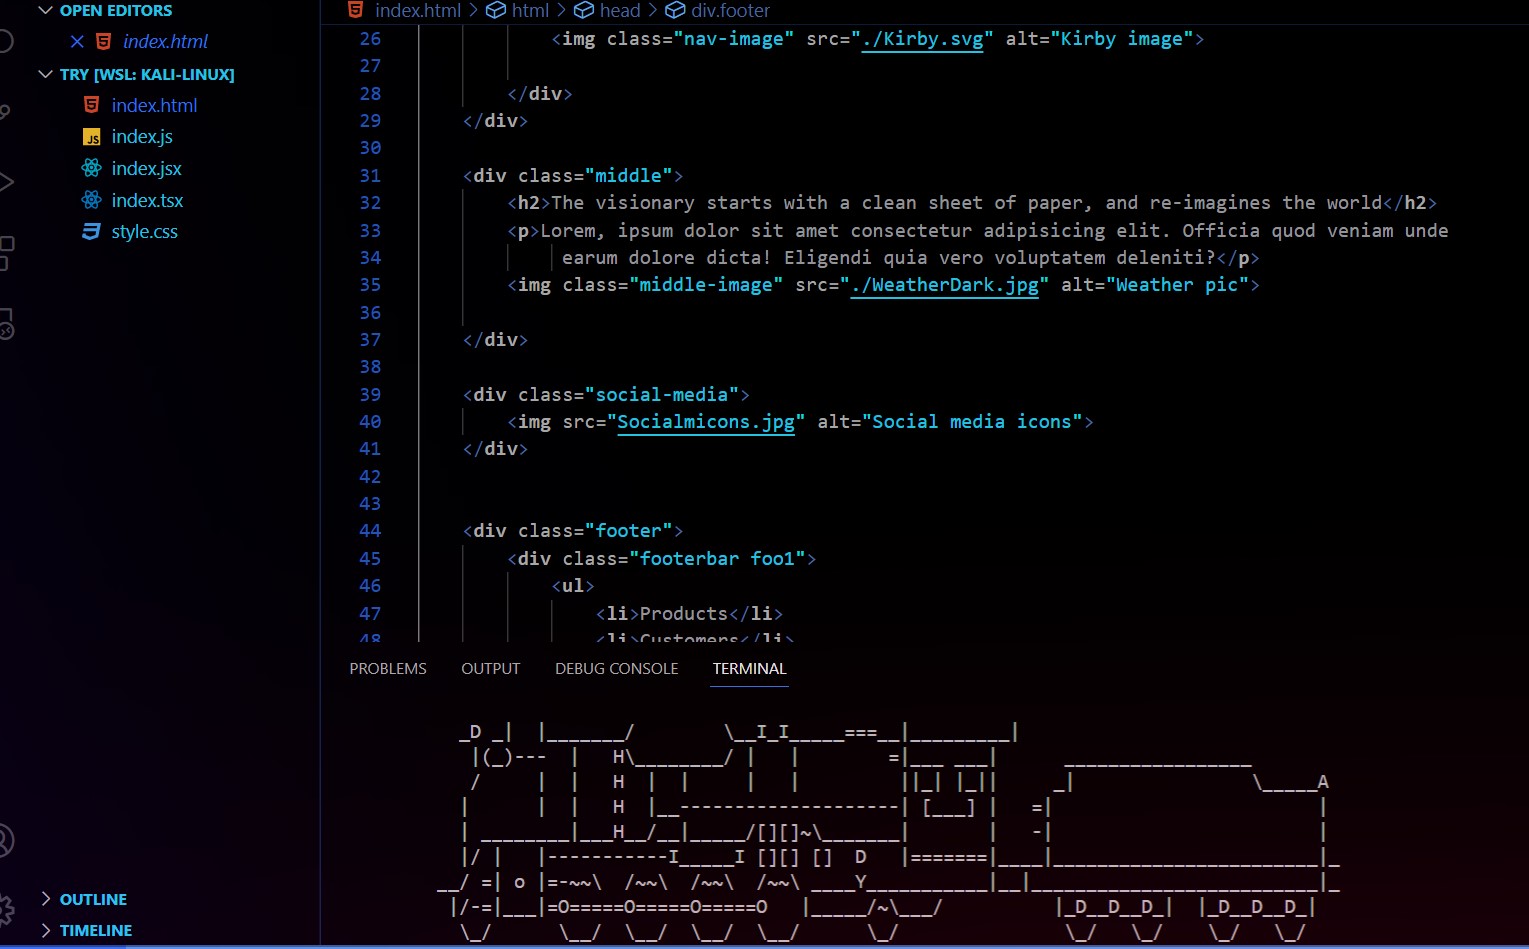 OPEN EDITORS
index.html
TRY [WSL: KALI-LINUX]
index.html
index.js
index.jsx
index.tsx
style.css
OUTLINE
TIMELINE
index.html > html > head > div.footer
26 <img class="nav-image" src="./Kirby.svg" alt="Kirby image">
27
28 </div>
29 </div>
30
31 <div class="middle">
32 <h2>The visionary starts with a clean sheet of paper, and re-imagines the world</h2>
33 <p>Lorem, ipsum dolor sit amet consectetur adipisicing elit. Officia quod veniam unde
34 earum dolore dicta! Eligendi quia vero voluptatem deleniti?</p>
35 <img class="middle-image" src="./WeatherDark.jpg" alt="Weather pic">
36
37 </div>
38
39 <div class="social-media">
40 <img src="Socialmicons.jpg" alt="Social media icons">
41 </div>
42
43
44 <div class="footer">
45 <div class="footerbar foo1">
46 <ul>
47 <li>Products</li>
48 <li>Customers</li>
PROBLEMS OUTPUT DEBUG CONSOLE TERMINAL
  _D _|  |_______/        \__I_I_____===__|_________|
   |(_)---  |   H\________/ |   |        =|___ ___|      _________________
   /     |  |   H  |  |     |   |         ||_| |_||     _|                \_____A
  |      |  |   H  |__--------------------| [___] |   =|                        |
  | ________|___H__/__|_____/[][]~\_______|       |   -|                        |
  |/ |   |-----------I_____I [][] []  D   |=======|____|________________________|_
__/ =| o |=-~~\  /~~\  /~~\  /~~\ ____Y___________|__|__________________________|_
 |/-=|___|=O=====O=====O=====O   |_____/~\___/          |_D__D__D_|  |_D__D__D_|
  \_/      \__/  \__/  \__/  \__/      \_/               \_/   \_/    \_/   \_/